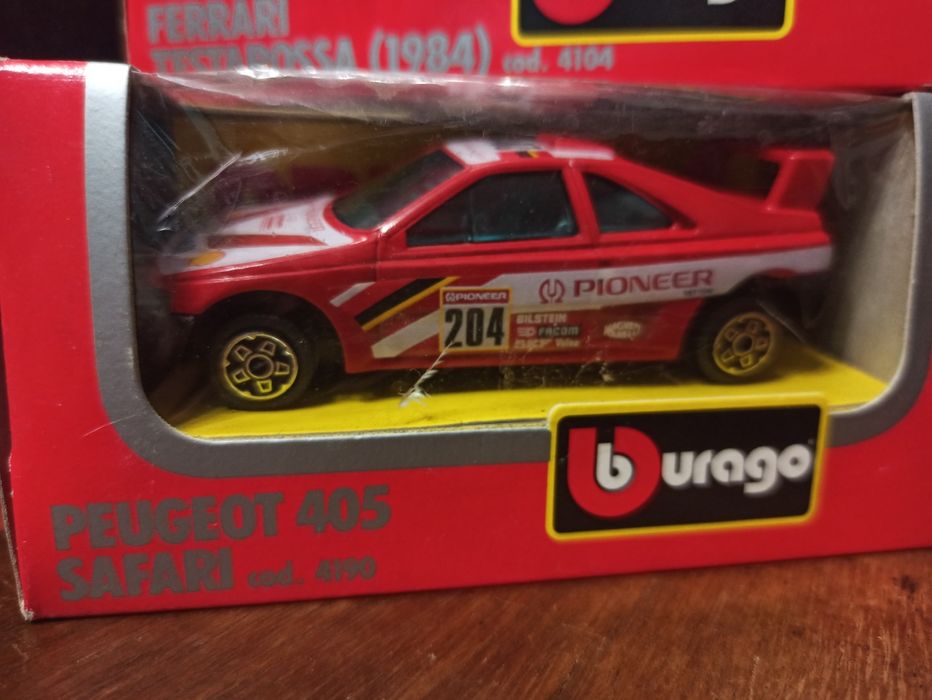 FERRARI
TESTAROSSA (1984) cod. 4104
PIONEER
204
PIONEER
BILSTEIN
FACOM
burago
PEUGEOT 405
SAFARI cod. 4190